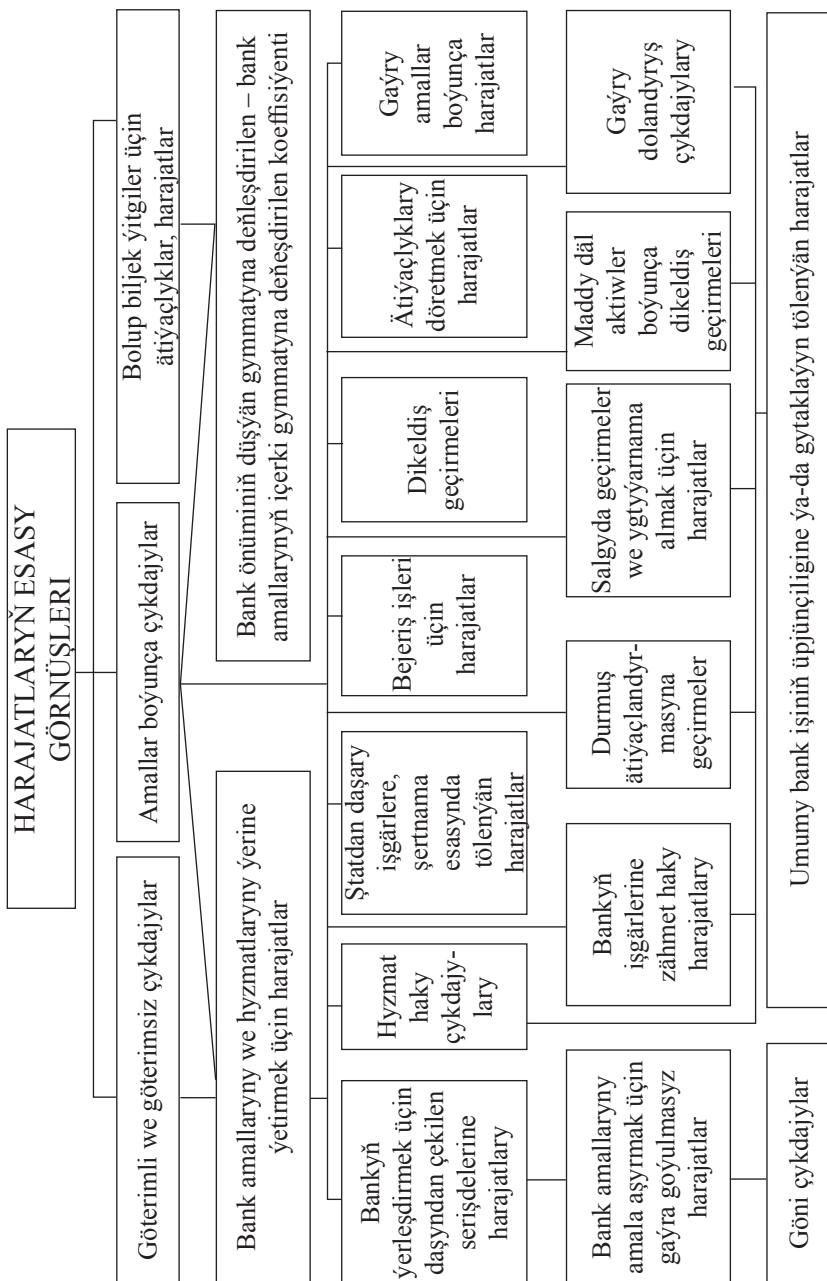 HARAJATLARYŇ ESASY
GÖRNÜŞLERI
Göterimli we göterimsiz çykdajylar
Amallar boýunça çykdajylar
Bolup biljek ýitgiler üçin
ätiýaçlyklar, harajatlar
Bank amallaryny we hyzmatlaryny ýerine
ýetirmek üçin harajatlar
Bank önüminiň düşýän gymmatyna deňleşdirilen – bank
amallarynyň içerki gymmatyna deňeşdirilen koeffisiýenti
Bankyň
ýerleşdirmek üçin
daşyndan çekilen
serişdelerine
harajatlary
Hyzmat
haky
çykdajy-
lary
Ştatdan daşary
işgärlere,
şertnama
esasynda
tölenýän
harajatlar
Bejeriş işleri
üçin
harajatlar
Dikeldiş
geçirmeleri
Ätiýaçlyklary
döretmek üçin
harajatlar
Gaýry
amallar
boýunça
harajatlar
Bank amallaryny
amala aşyrmak üçin
gaýra goýulmasyz
harajatlar
Bankyň
işgärlerine
zähmet haky
harajatlary
Durmuş
ätiýaçlandyr-
masyna
geçirmeler
Salgyda geçirmeler
we ygtyýarnama
almak üçin
harajatlar
Maddy däl
aktiwler
boýunça
dikeldiş
geçirmeleri
Gaýry
dolandyryş
çykdajylary
Göni çykdajylar
Umumy bank işiniň üpjünçiligine ýa-da gytaklaýyn tölenýän harajatlar